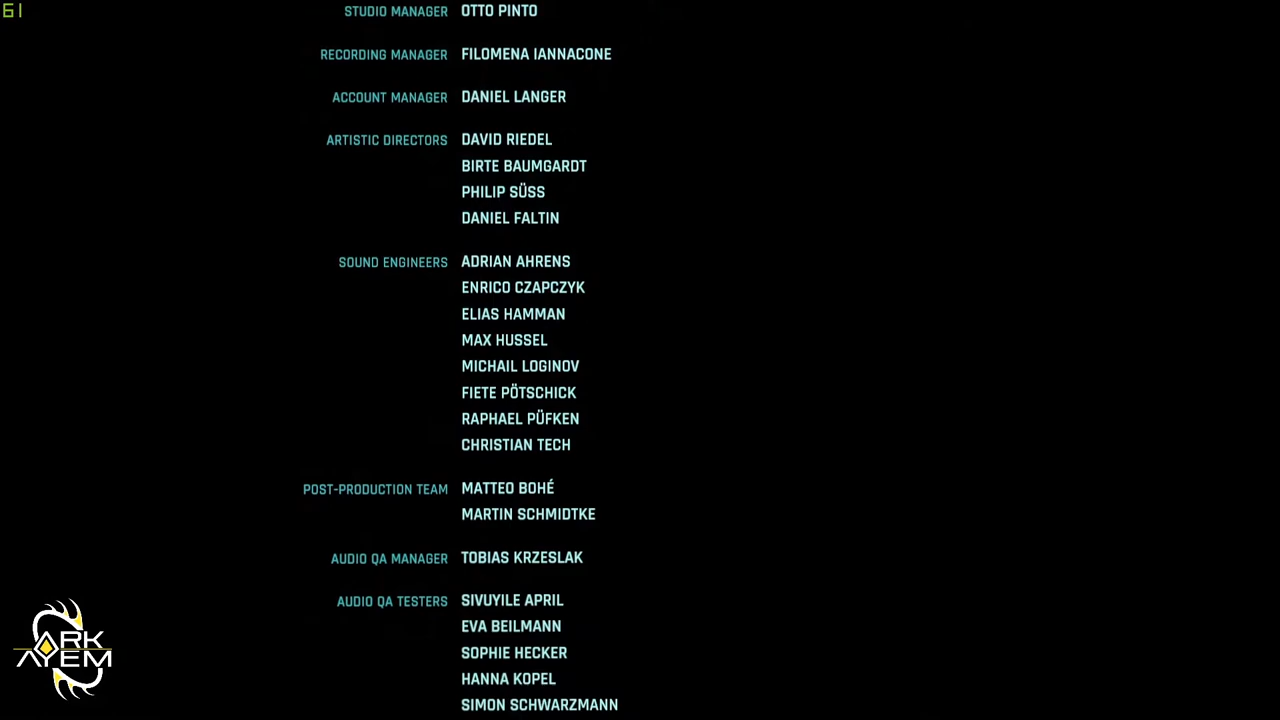 61
STUDIO MANAGER OTTO PINTO
RECORDING MANAGER FILOMENA IANNACONE
ACCOUNT MANAGER DANIEL LANGER
ARTISTIC DIRECTORS DAVID RIEDEL
BIRTE BAUMGARDT
PHILIP SÜSS
DANIEL FALTIN
SOUND ENGINEERS ADRIAN AHRENS
ENRICO CZAPCZYK
ELIAS HAMMAN
MAX HUSSEL
MICHAIL LOGINOV
FIETE PÖTSCHICK
RAPHAEL PÜFKEN
CHRISTIAN TECH
POST-PRODUCTION TEAM MATTEO BOHÉ
MARTIN SCHMIDTKE
AUDIO QA MANAGER TOBIAS KRZESLAK
AUDIO QA TESTERS SIVUYILE APRIL
EVA BEILMANN
SOPHIE HECKER
HANNA KOPEL
SIMON SCHWARZMANN
ARK
AYEM